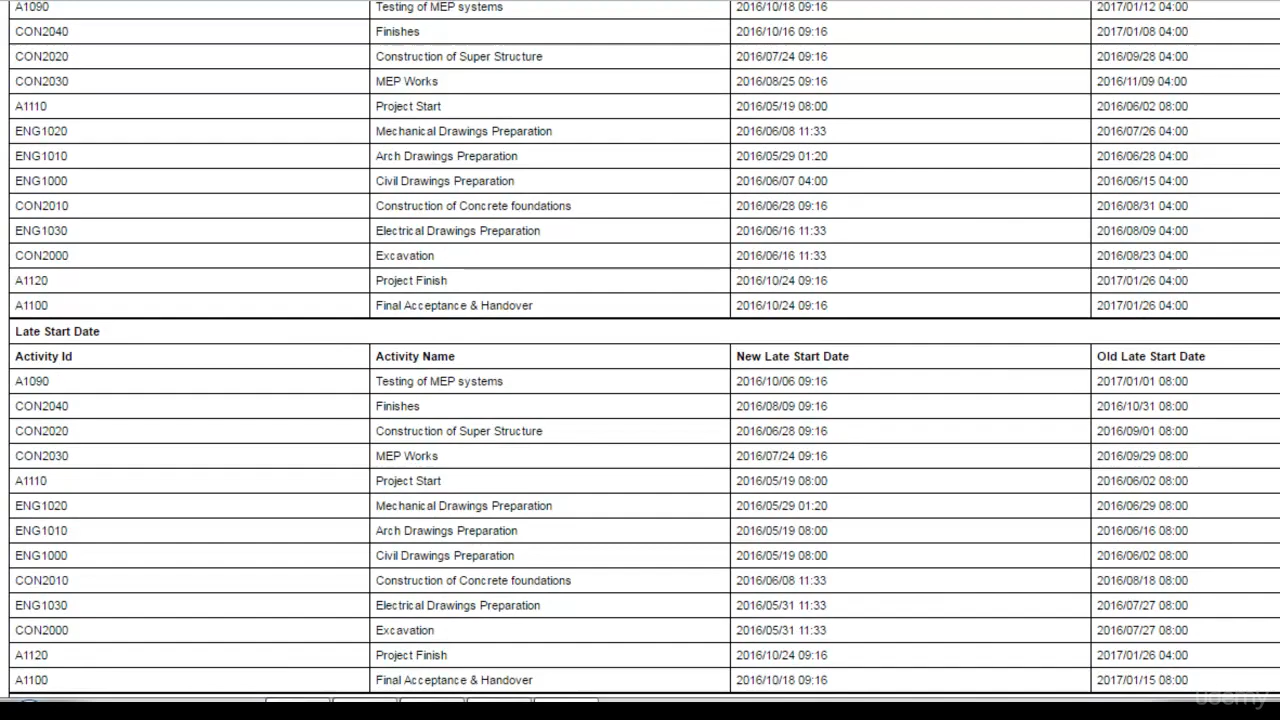 A1090 Testing of MEP systems 2016/10/18 09:16 2017/01/12 04:00
CON2040 Finishes 2016/10/16 09:16 2017/01/08 04:00
CON2020 Construction of Super Structure 2016/07/24 09:16 2016/09/28 04:00
CON2030 MEP Works 2016/08/25 09:16 2016/11/09 04:00
A1110 Project Start 2016/05/19 08:00 2016/06/02 08:00
ENG1020 Mechanical Drawings Preparation 2016/06/08 11:33 2016/07/26 04:00
ENG1010 Arch Drawings Preparation 2016/05/29 01:20 2016/06/28 04:00
ENG1000 Civil Drawings Preparation 2016/06/07 04:00 2016/06/15 04:00
CON2010 Construction of Concrete foundations 2016/06/28 09:16 2016/08/31 04:00
ENG1030 Electrical Drawings Preparation 2016/06/16 11:33 2016/08/09 04:00
CON2000 Excavation 2016/06/16 11:33 2016/08/23 04:00
A1120 Project Finish 2016/10/24 09:16 2017/01/26 04:00
A1100 Final Acceptance & Handover 2016/10/24 09:16 2017/01/26 04:00
Late Start Date
Activity Id Activity Name New Late Start Date Old Late Start Date
A1090 Testing of MEP systems 2016/10/06 09:16 2017/01/01 08:00
CON2040 Finishes 2016/08/09 09:16 2016/10/31 08:00
CON2020 Construction of Super Structure 2016/06/28 09:16 2016/09/01 08:00
CON2030 MEP Works 2016/07/24 09:16 2016/09/29 08:00
A1110 Project Start 2016/05/19 08:00 2016/06/02 08:00
ENG1020 Mechanical Drawings Preparation 2016/05/29 01:20 2016/06/29 08:00
ENG1010 Arch Drawings Preparation 2016/05/19 08:00 2016/06/16 08:00
ENG1000 Civil Drawings Preparation 2016/05/19 08:00 2016/06/02 08:00
CON2010 Construction of Concrete foundations 2016/06/08 11:33 2016/08/18 08:00
ENG1030 Electrical Drawings Preparation 2016/05/31 11:33 2016/07/27 08:00
CON2000 Excavation 2016/05/31 11:33 2016/07/27 08:00
A1120 Project Finish 2016/10/24 09:16 2017/01/26 04:00
A1100 Final Acceptance & Handover 2016/10/18 09:16 2017/01/15 08:00
udemy